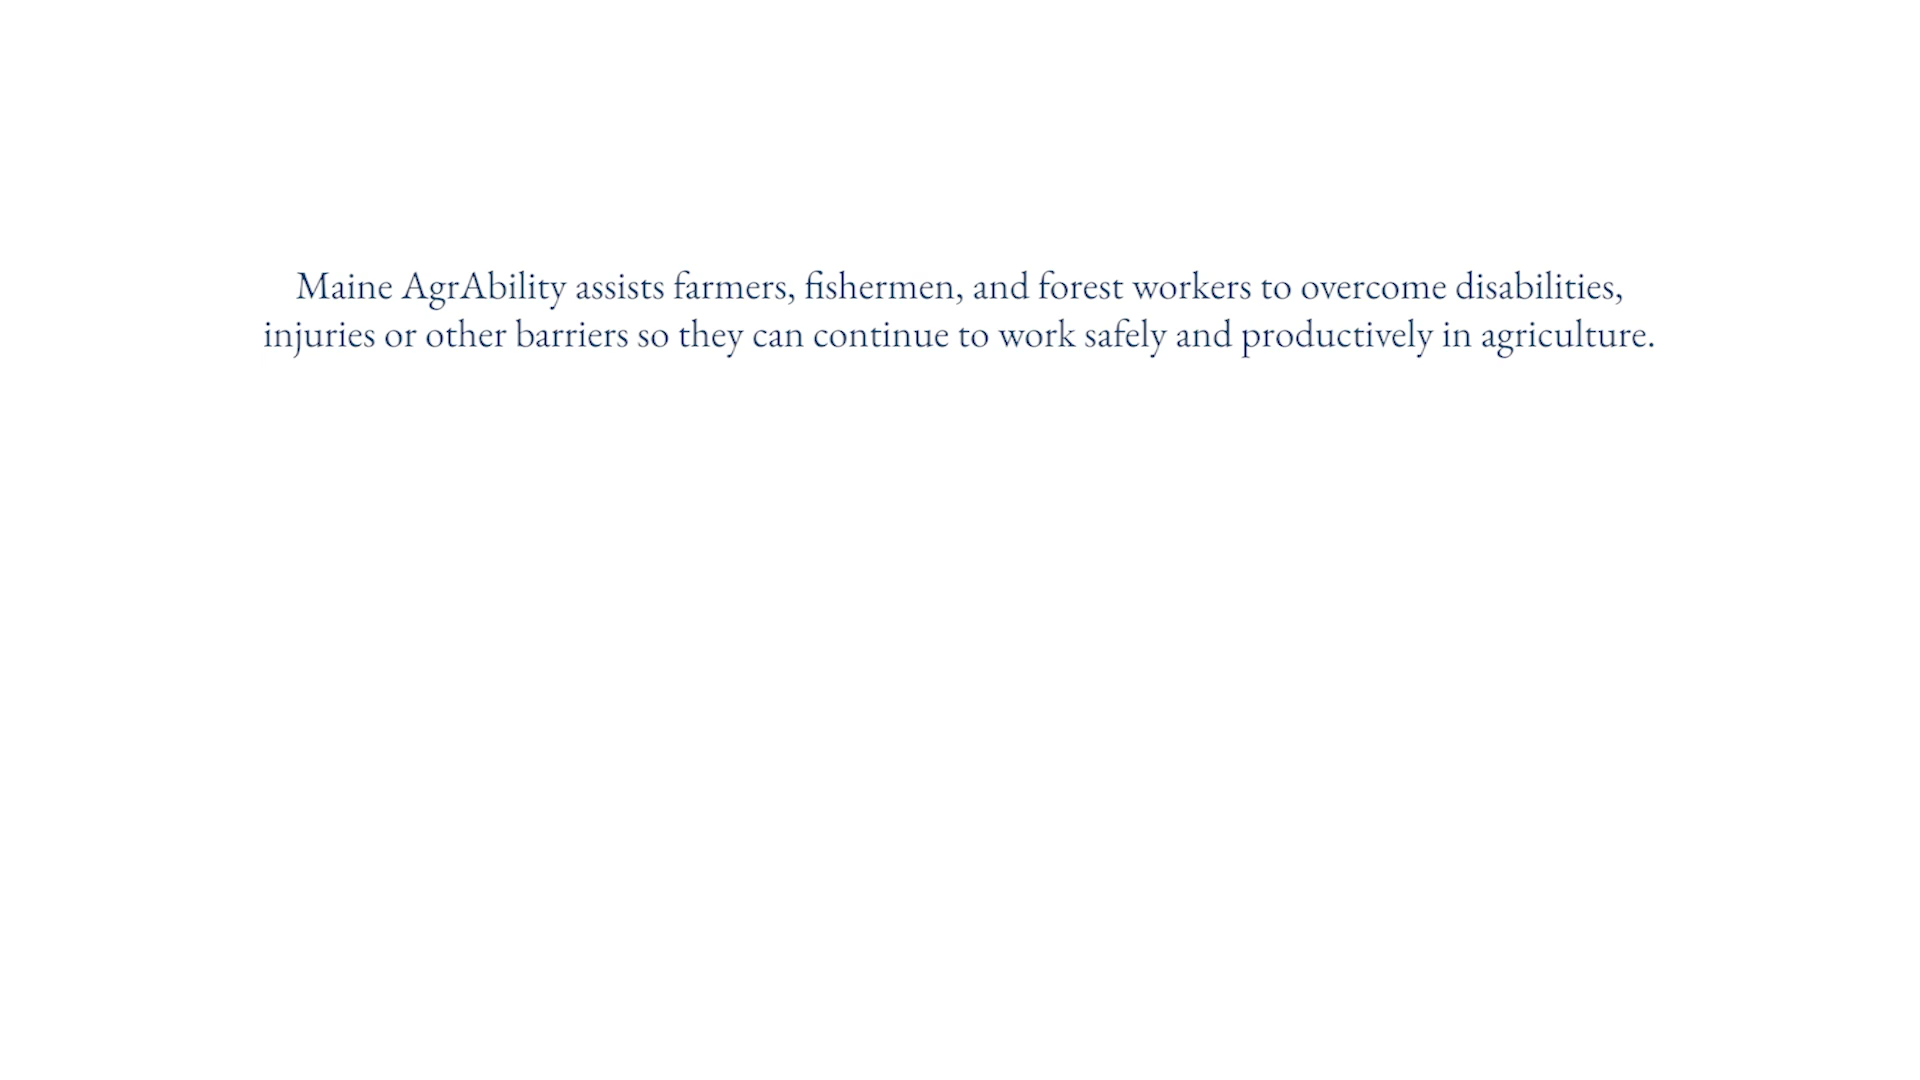 Maine AgrAbility assists farmers, fishermen, and forest workers to overcome disabilities,
injuries or other barriers so they can continue to work safely and productively in agriculture.